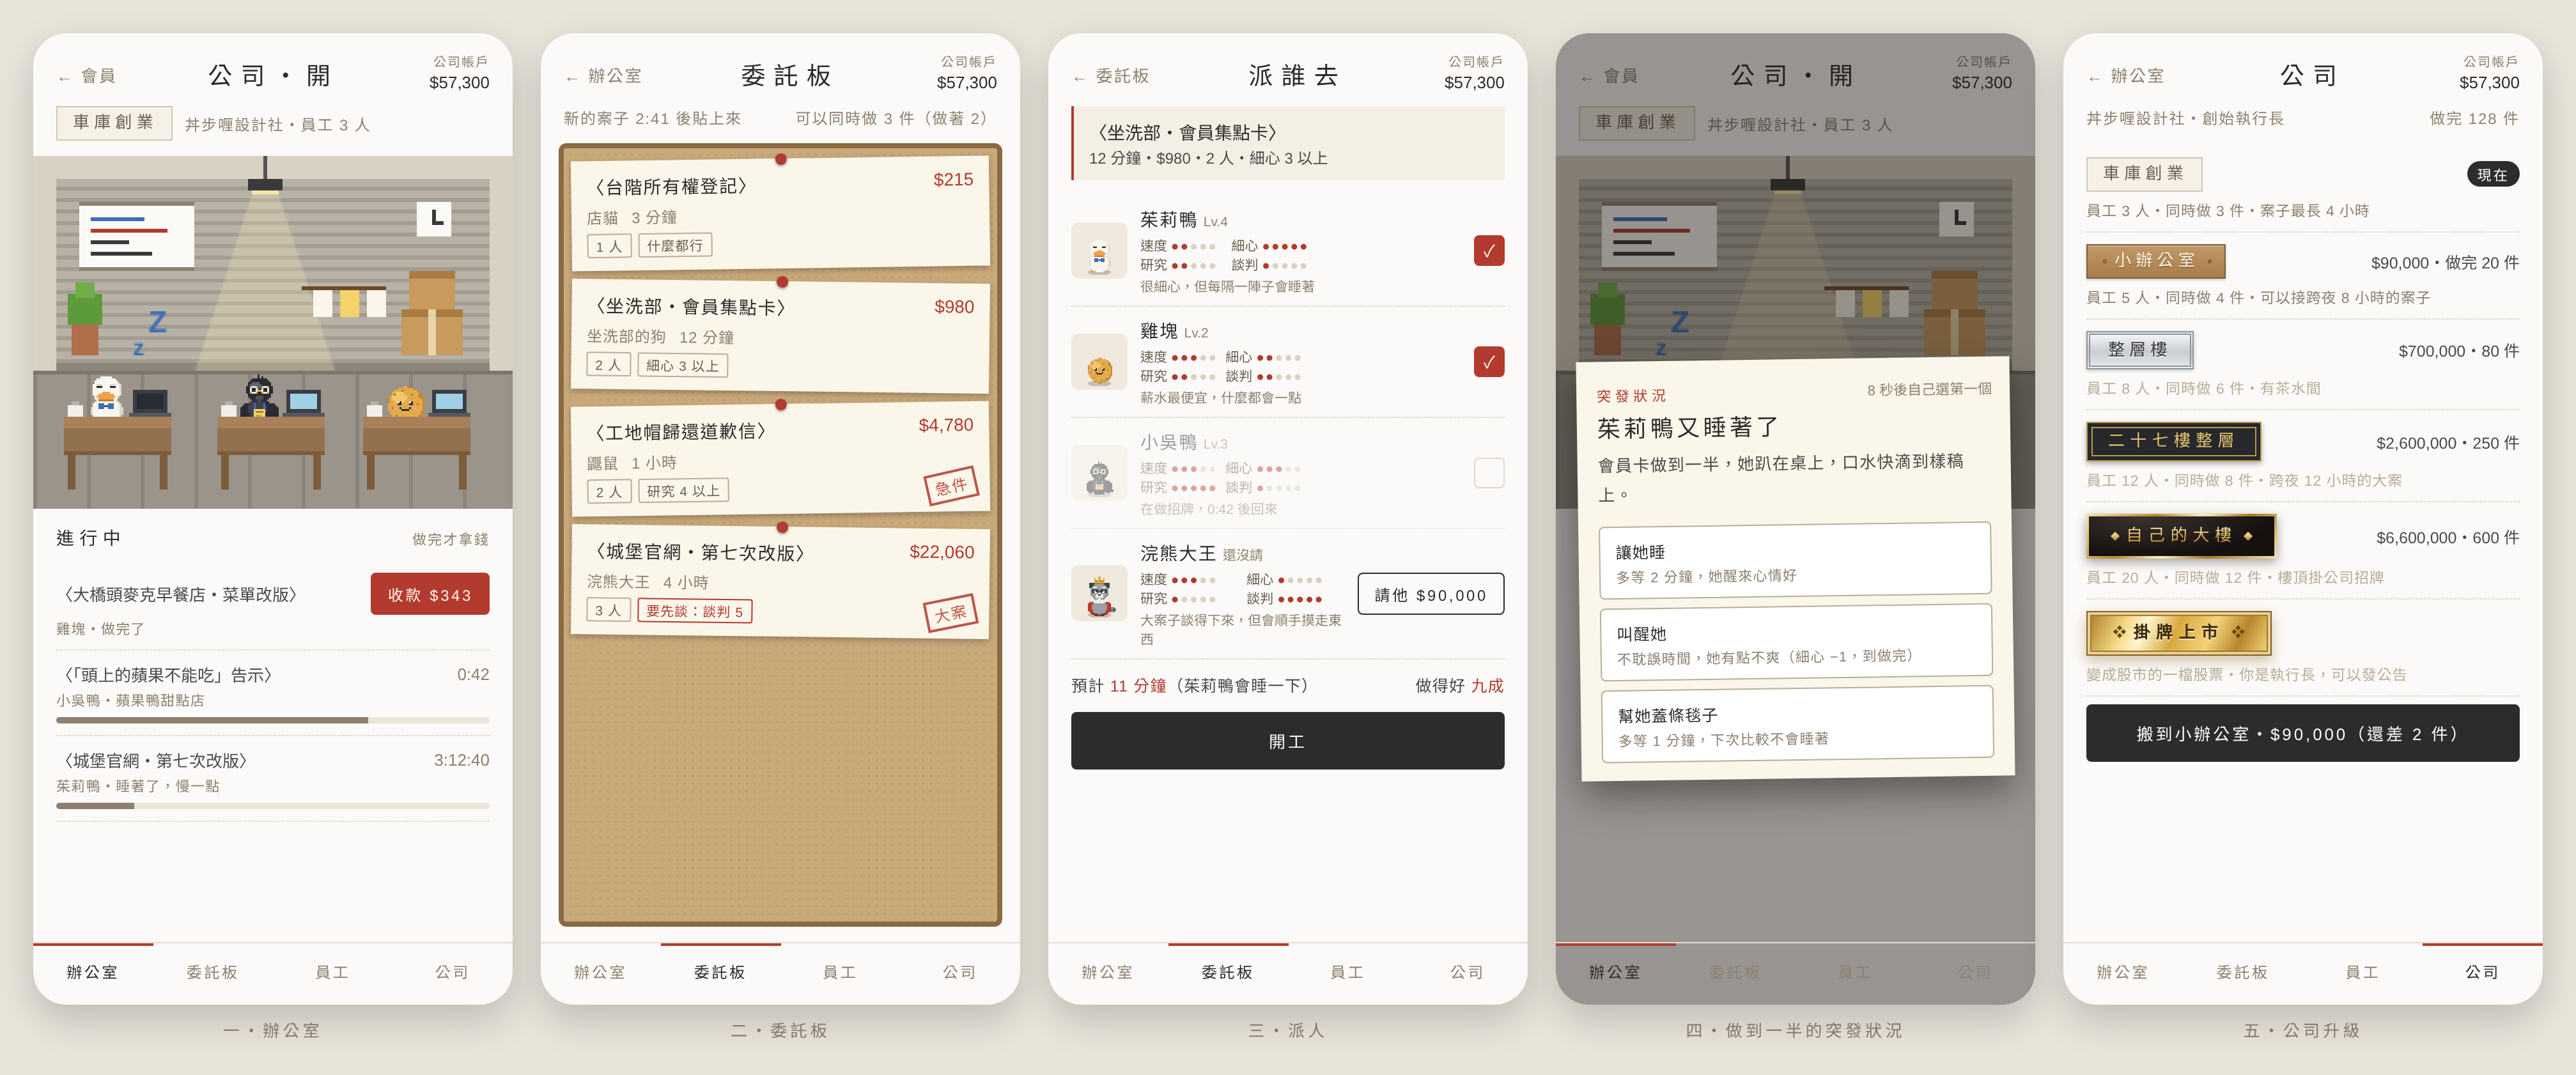 ← 會員
公司・開
公司帳戶
$57,300
車庫創業
丼步喱設計社・員工 3 人
Z
z
進行中
做完才拿錢
〈大橋頭麥克早餐店・菜單改版〉
收款 $343
雞塊・做完了
〈「頭上的蘋果不能吃」告示〉
0:42
小吳鴨・蘋果鴨甜點店
〈城堡官網・第七次改版〉
3:12:40
茱莉鴨・睡著了，慢一點
辦公室
委託板
員工
公司
一・辦公室
← 辦公室
委託板
公司帳戶
$57,300
新的案子 2:41 後貼上來
可以同時做 3 件（做著 2）
〈台階所有權登記〉
$215
店貓 3 分鐘
1 人
什麼都行
〈坐洗部・會員集點卡〉
$980
坐洗部的狗 12 分鐘
2 人
細心 3 以上
〈工地帽歸還道歉信〉
$4,780
鼴鼠 1 小時
2 人
研究 4 以上
急件
〈城堡官網・第七次改版〉
$22,060
浣熊大王 4 小時
3 人
要先談：談判 5
大案
辦公室
委託板
員工
公司
二・委託板
← 委託板
派誰去
公司帳戶
$57,300
〈坐洗部・會員集點卡〉
12 分鐘・$980・2 人・細心 3 以上
茱莉鴨 Lv.4
速度 細心
研究 談判
很細心，但每隔一陣子會睡著
✓
雞塊 Lv.2
速度 細心
研究 談判
薪水最便宜，什麼都會一點
✓
小吳鴨 Lv.3
速度 細心
研究 談判
在做招牌，0:42 後回來
浣熊大王 還沒請
速度 細心
研究 談判
大案子談得下來，但會順手摸走東
西
請他 $90,000
預計 11 分鐘（茱莉鴨會睡一下）
做得好 九成
開工
辦公室
委託板
員工
公司
三・派人
← 會員
公司・開
公司帳戶
$57,300
車庫創業
丼步喱設計社・員工 3 人
Z
z
突發狀況
8 秒後自己選第一個
茱莉鴨又睡著了
會員卡做到一半，她趴在桌上，口水快滴到樣稿
上。
讓她睡
多等 2 分鐘，她醒來心情好
叫醒她
不耽誤時間，她有點不爽（細心 −1，到做完）
幫她蓋條毯子
多等 1 分鐘，下次比較不會睡著
辦公室
委託板
員工
公司
四・做到一半的突發狀況
← 辦公室
公司
公司帳戶
$57,300
丼步喱設計社・創始執行長
做完 128 件
車庫創業
現在
員工 3 人・同時做 3 件・案子最長 4 小時
小辦公室
$90,000・做完 20 件
員工 5 人・同時做 4 件・可以接跨夜 8 小時的案子
整層樓
$700,000・80 件
員工 8 人・同時做 6 件・有茶水間
二十七樓整層
$2,600,000・250 件
員工 12 人・同時做 8 件・跨夜 12 小時的大案
◆ 自己的大樓 ◆
$6,600,000・600 件
員工 20 人・同時做 12 件・樓頂掛公司招牌
❖ 掛牌上市 ❖
變成股市的一檔股票・你是執行長，可以發公告
搬到小辦公室・$90,000（還差 2 件）
辦公室
委託板
員工
公司
五・公司升級